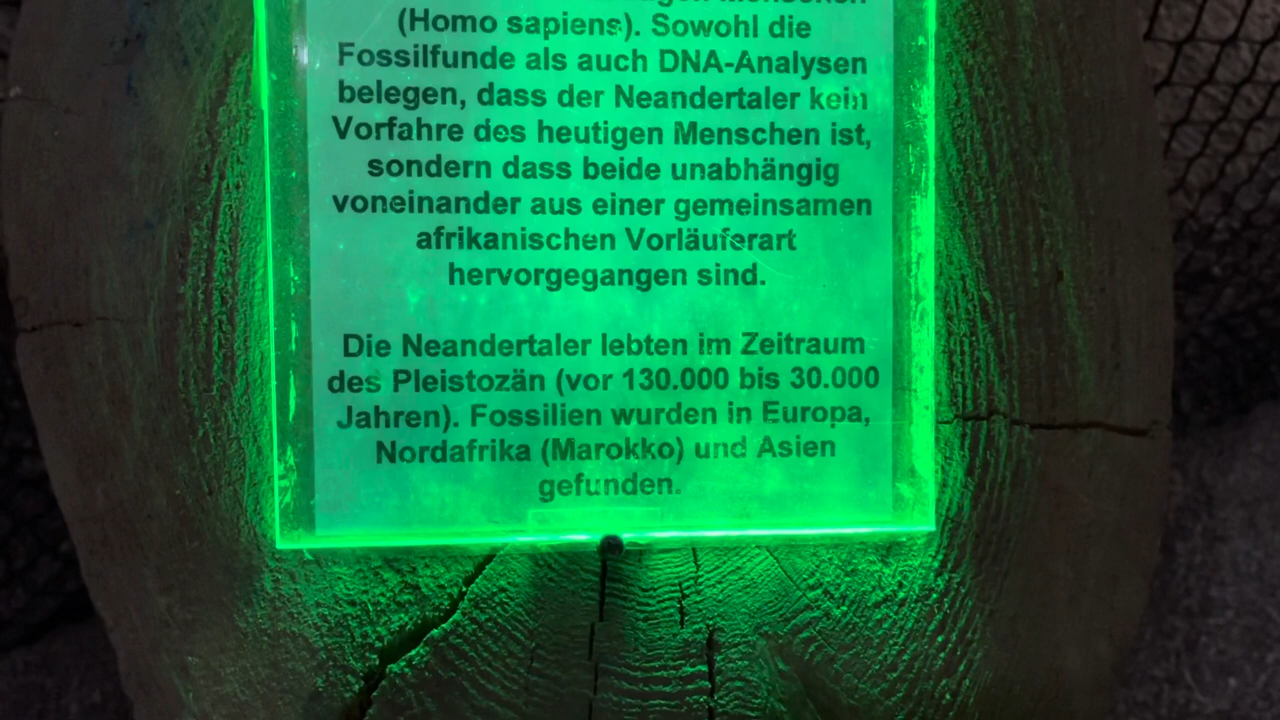 (Homo sapiens). Sowohl die
Fossilfunde als auch DNA-Analysen
belegen, dass der Neandertaler kein
Vorfahre des heutigen Menschen ist,
sondern dass beide unabhängig
voneinander aus einer gemeinsamen
afrikanischen Vorläuferart
hervorgegangen sind.
Die Neandertaler lebten im Zeitraum
des Pleistozän (vor 130.000 bis 30.000
Jahren). Fossilien wurden in Europa,
Nordafrika (Marokko) und Asien
gefunden.